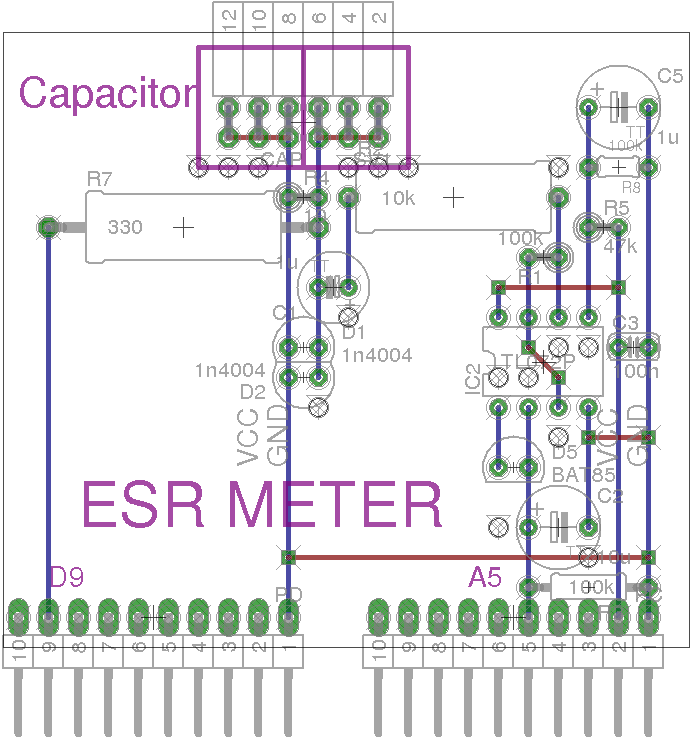 12 10 8 6 4 2
Capacitor
C5
1u
TT
100k
R8
CAP
R7
330
R4
10k
R5
47k
100k
R1
1u
TT
C1
D1
1n4004
1n4004
D2
C3
100n
IC2
VCC
GND
VCC
GND
D5
BAT85
C2
10u
ESR METER
D9
A5
PD
100k
10 9 8 7 6 5 4 3 2 1
10 9 8 7 6 5 4 3 2 1